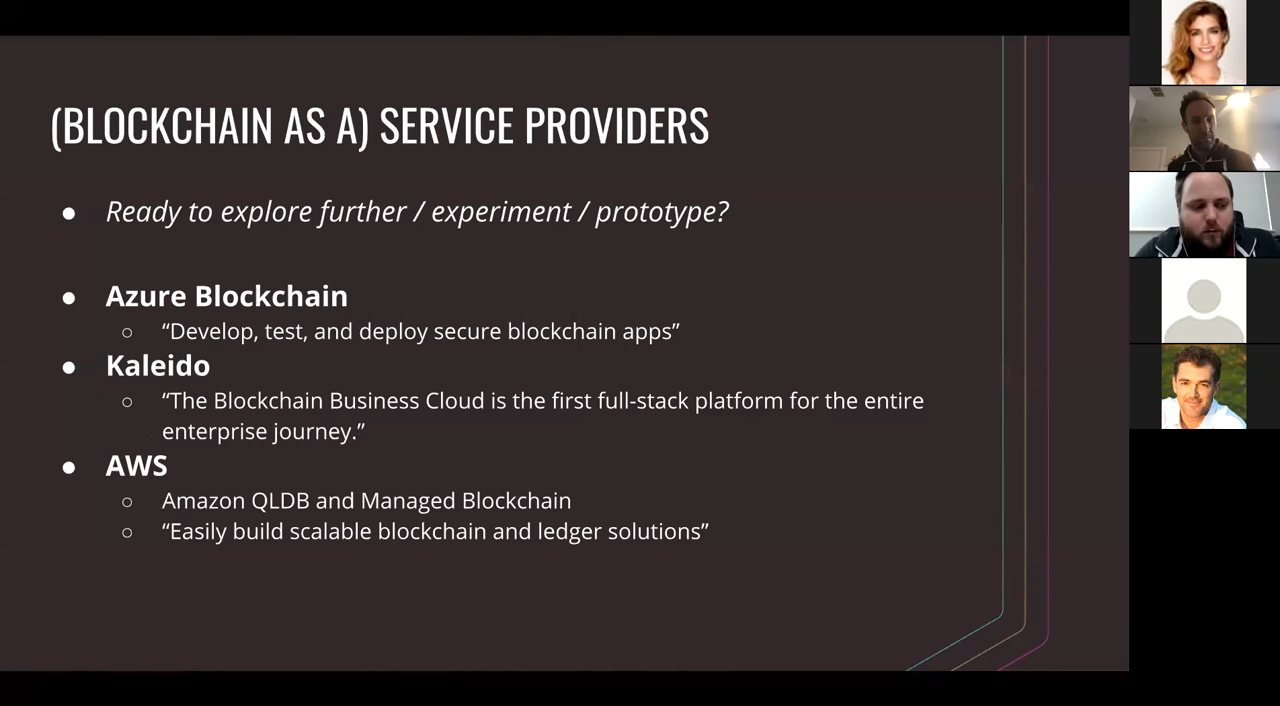 (BLOCKCHAIN AS A) SERVICE PROVIDERS
● Ready to explore further / experiment / prototype?
● Azure Blockchain
○ “Develop, test, and deploy secure blockchain apps”
● Kaleido
○ “The Blockchain Business Cloud is the first full-stack platform for the entire
enterprise journey.”
● AWS
○ Amazon QLDB and Managed Blockchain
○ “Easily build scalable blockchain and ledger solutions”